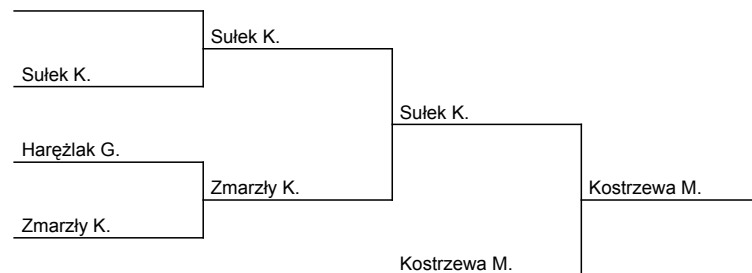 Sułek K.
Sułek K.
Sułek K.
Harężlak G.
Zmarzły K.
Kostrzewa M.
Zmarzły K.
Kostrzewa M.